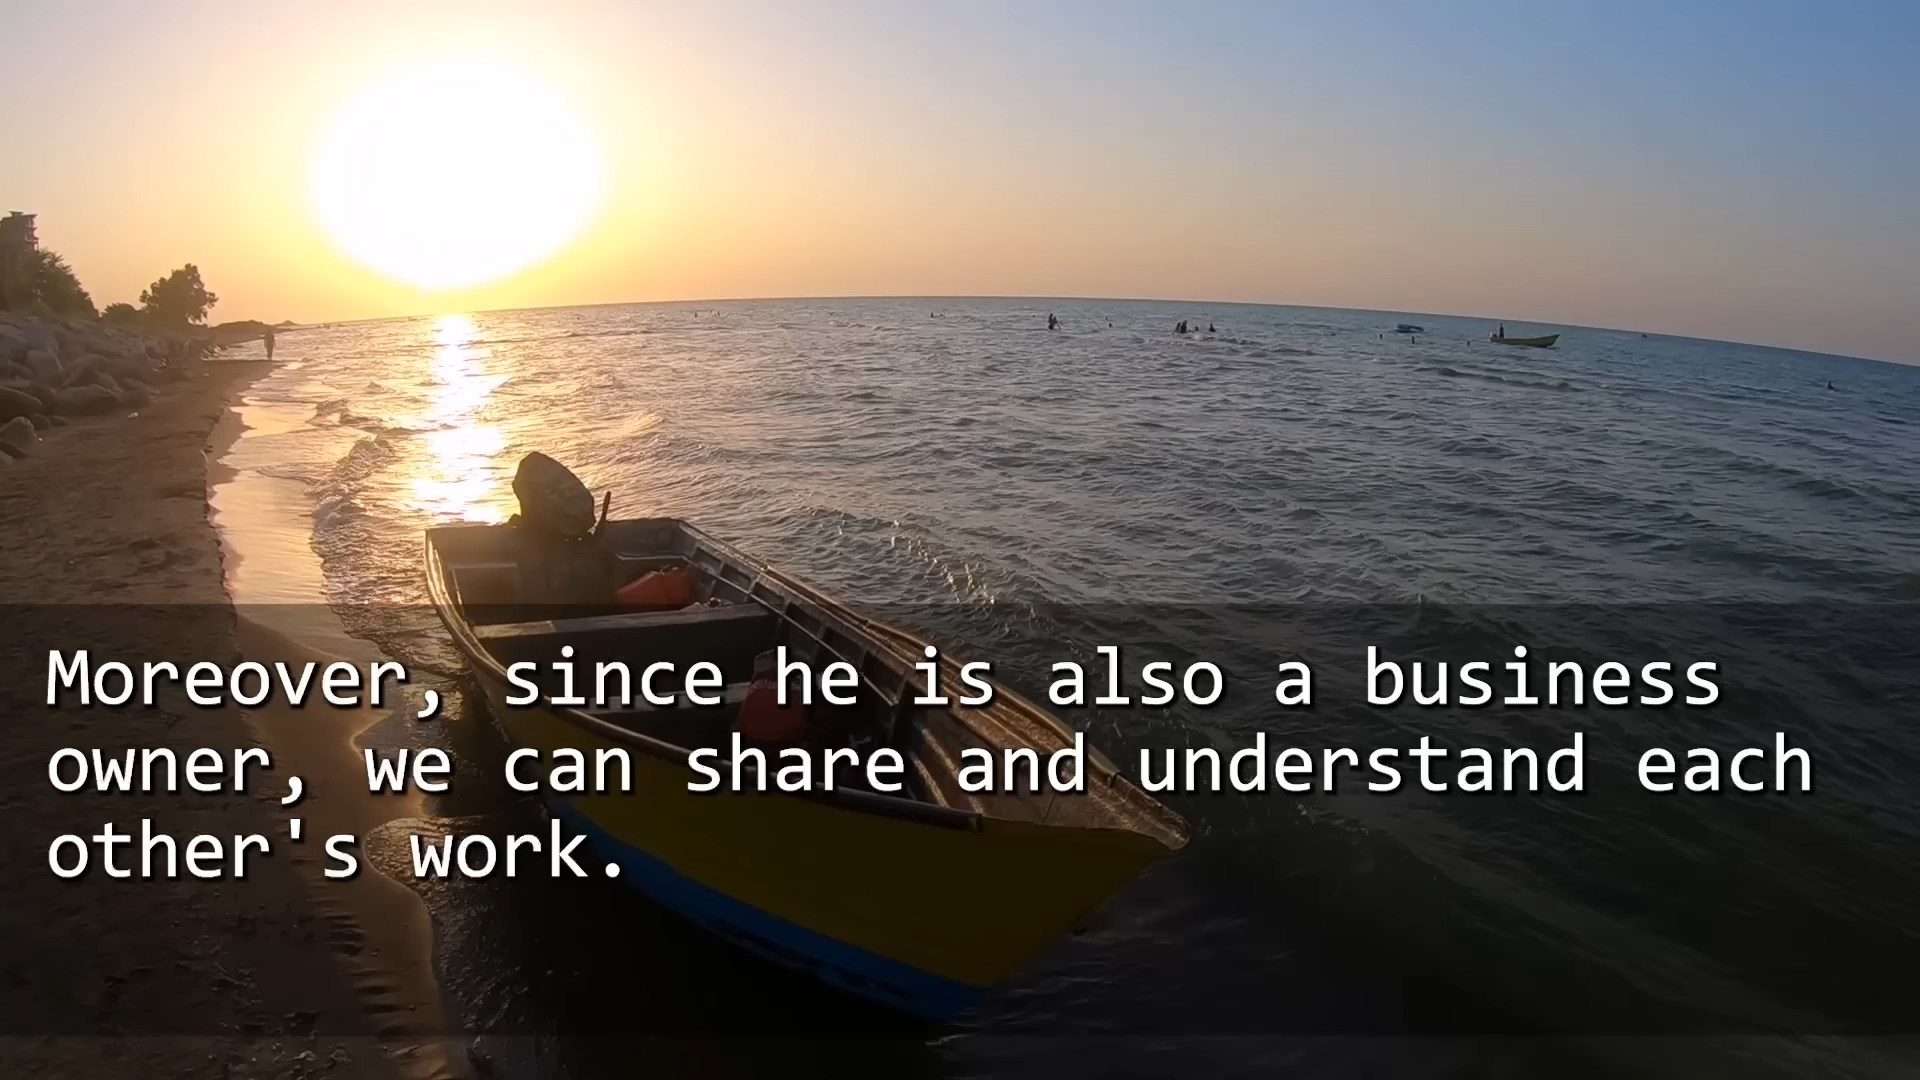 Moreover, since he is also a business
owner, we can share and understand each
other's work.